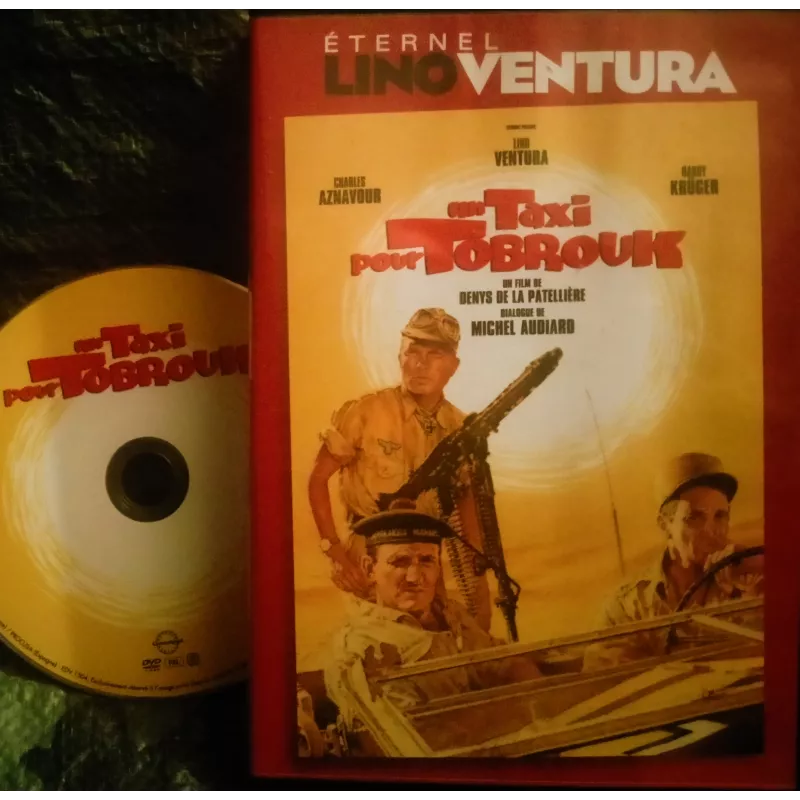 ÉTERNEL
LINO VENTURA
LINO
VENTURA
CHARLES
AZNAVOUR
HARDY
KRÜGER
un Taxi
pour TOBROUK
UN FILM DE
DENYS DE LA PATELLIÈRE
DIALOGUE DE
MICHEL AUDIARD
un Taxi
pour TOBROUK
DVD